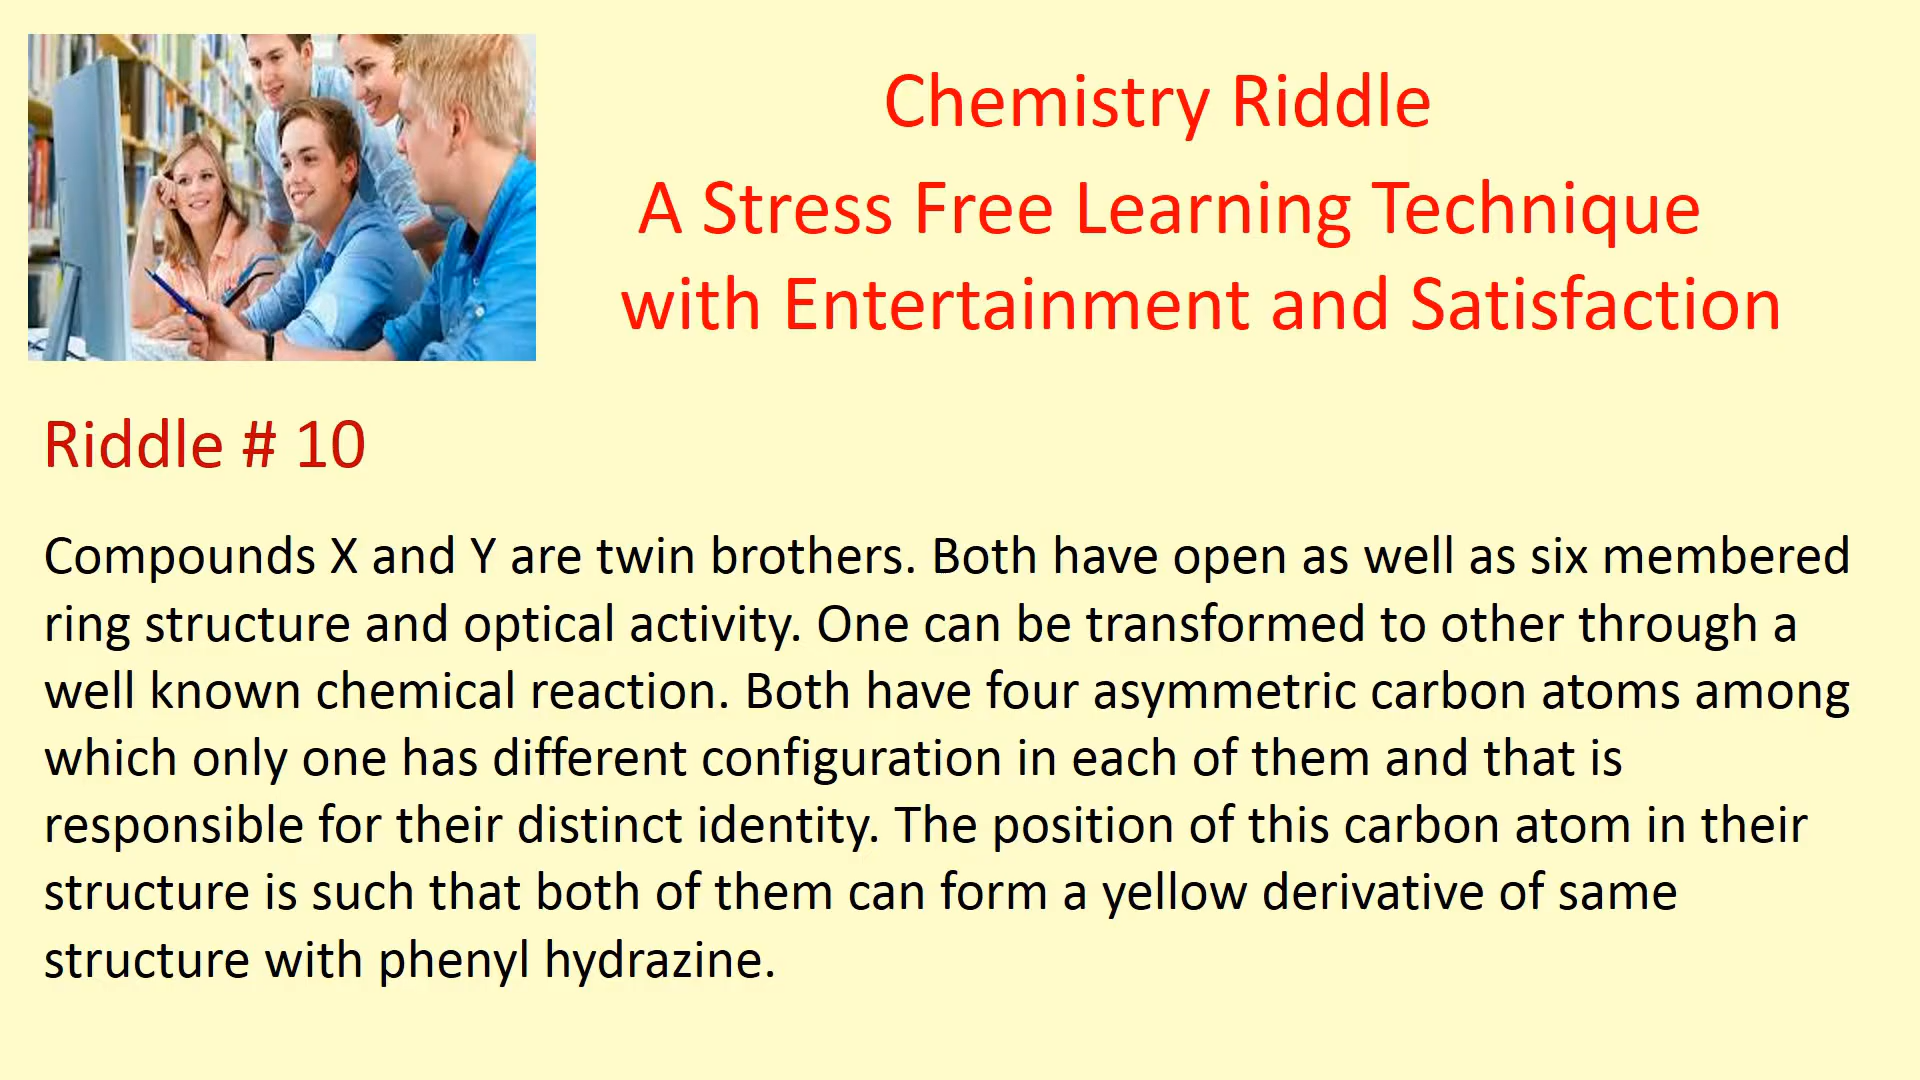 Chemistry Riddle
A Stress Free Learning Technique
with Entertainment and Satisfaction
Riddle # 10
Compounds X and Y are twin brothers. Both have open as well as six membered
ring structure and optical activity. One can be transformed to other through a
well known chemical reaction. Both have four asymmetric carbon atoms among
which only one has different configuration in each of them and that is
responsible for their distinct identity. The position of this carbon atom in their
structure is such that both of them can form a yellow derivative of same
structure with phenyl hydrazine.